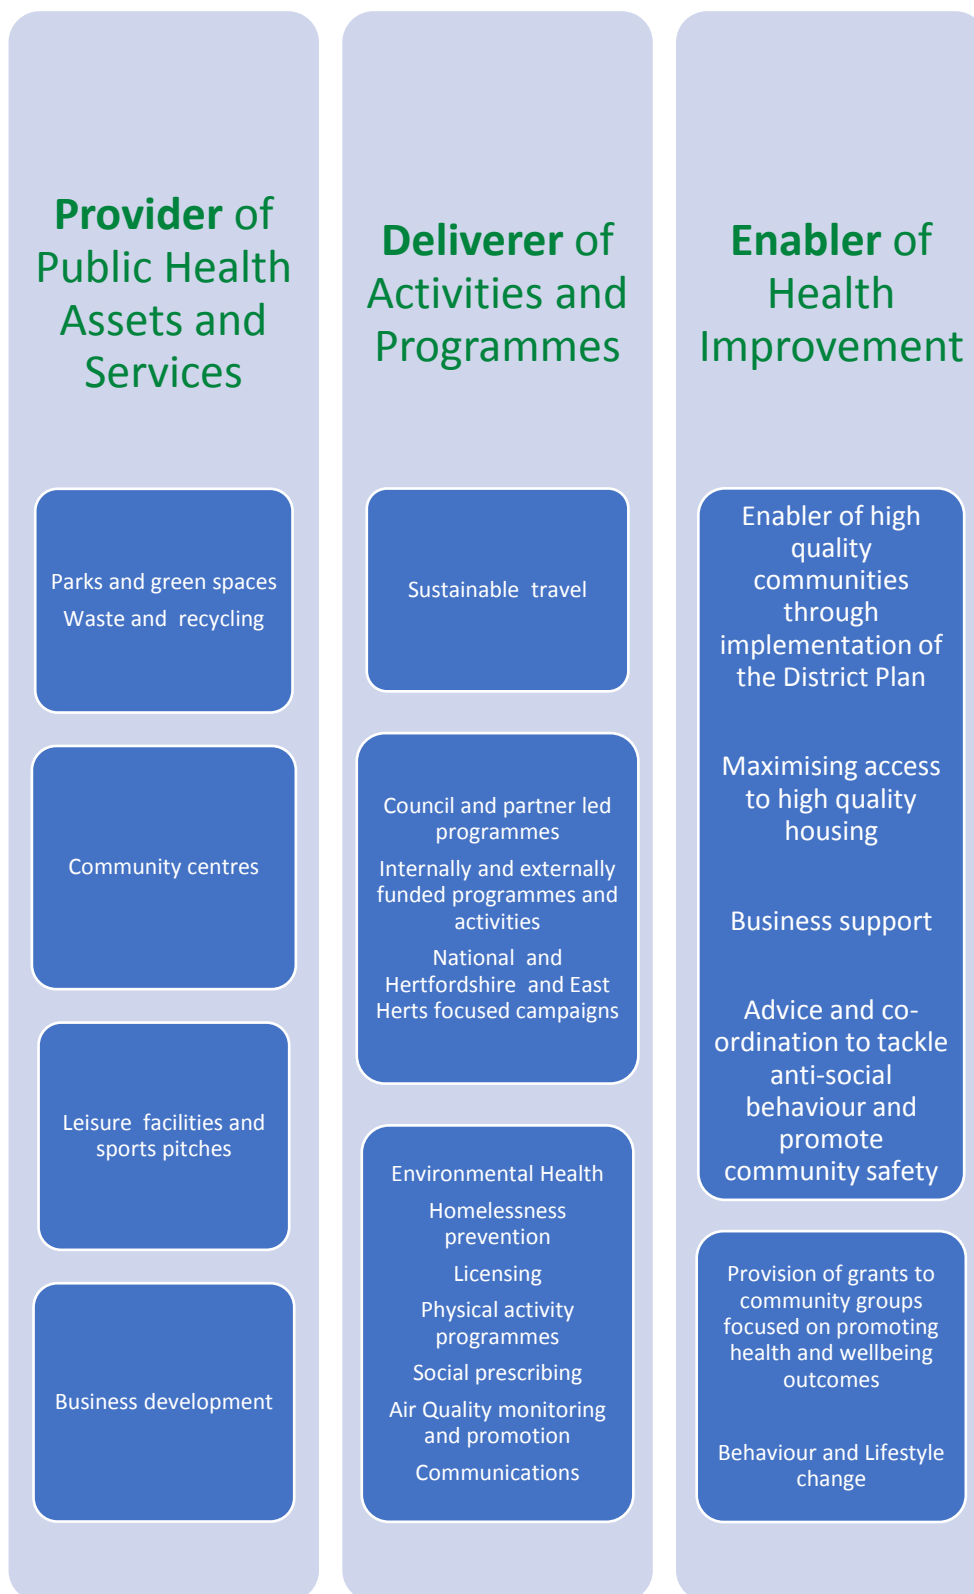 Provider of
Public Health
Assets and
Services
Parks and green spaces
Waste and recycling
Community centres
Leisure facilities and
sports pitches
Business development
Deliverer of
Activities and
Programmes
Sustainable travel
Council and partner led
programmes
Internally and externally
funded programmes and
activities
National and
Hertfordshire and East
Herts focused campaigns
Environmental Health
Homelessness
prevention
Licensing
Physical activity
programmes
Social prescribing
Air Quality monitoring
and promotion
Communications
Enabler of
Health
Improvement
Enabler of high
quality
communities
through
implementation of
the District Plan
Maximising access
to high quality
housing
Business support
Advice and co-
ordination to tackle
anti-social
behaviour and
promote
community safety
Provision of grants to
community groups
focused on promoting
health and wellbeing
outcomes
Behaviour and Lifestyle
change